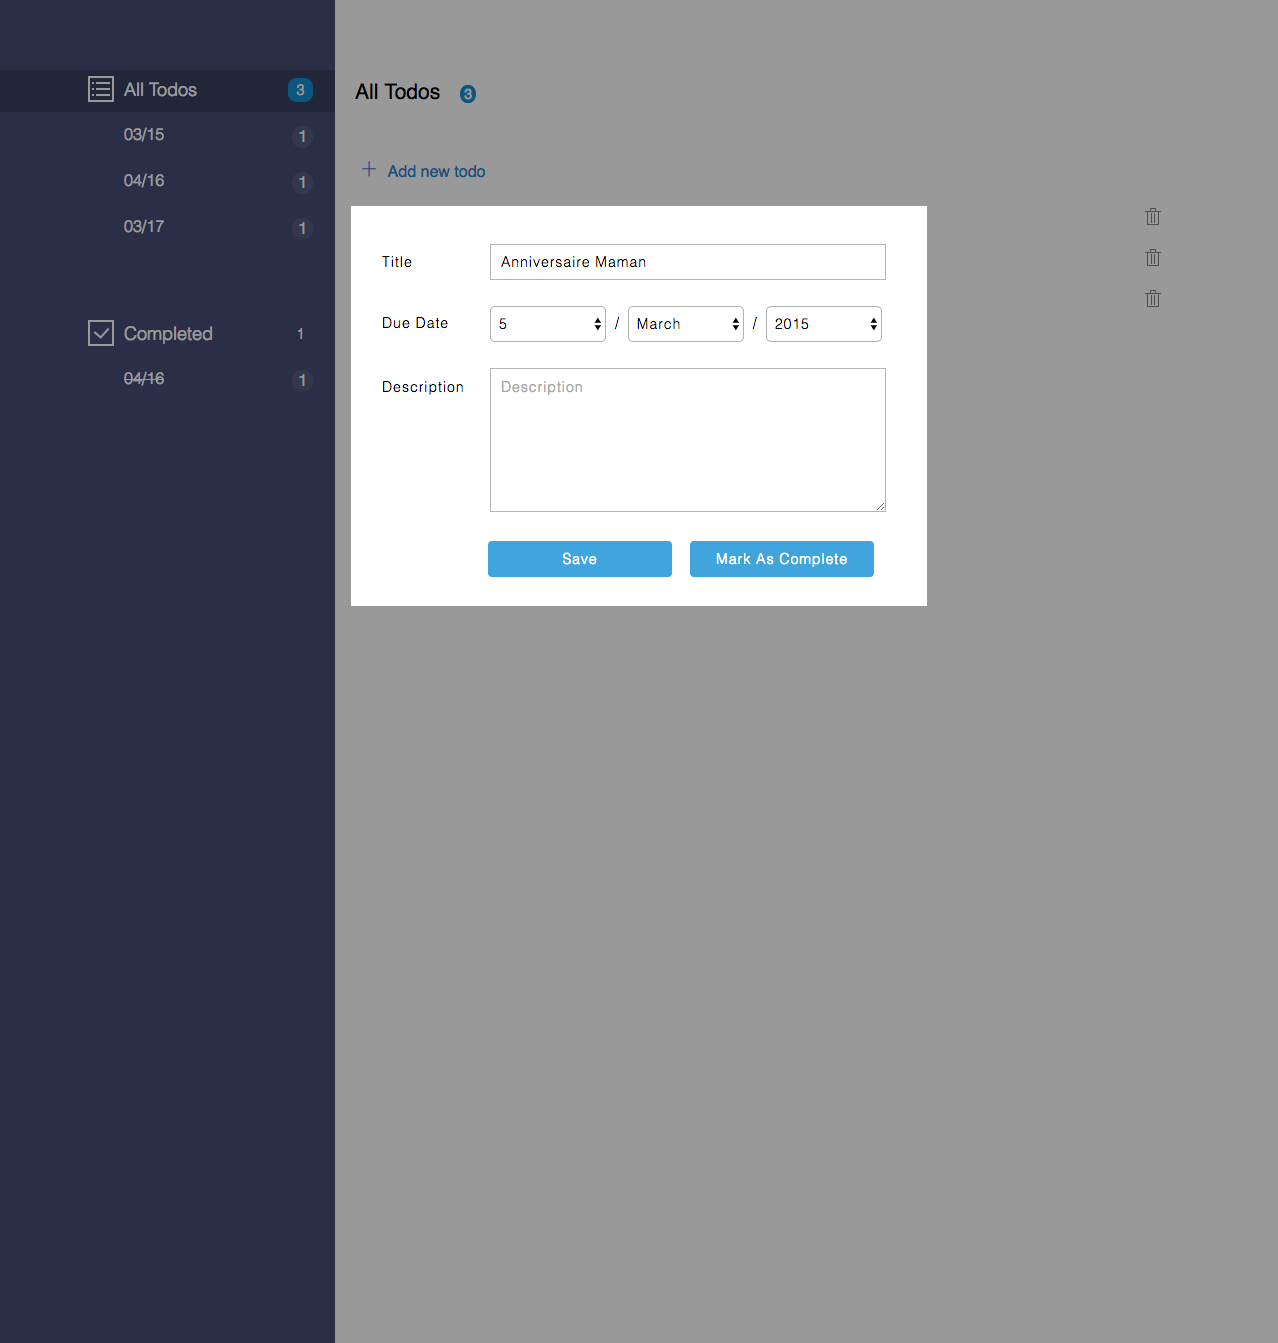 All Todos 3
03/15 1
04/16 1
03/17 1
Completed 1
04/16 1
All Todos 3
Add new todo
Title Anniversaire Maman
Due Date 5 / March / 2015
Description Description
Save Mark As Complete